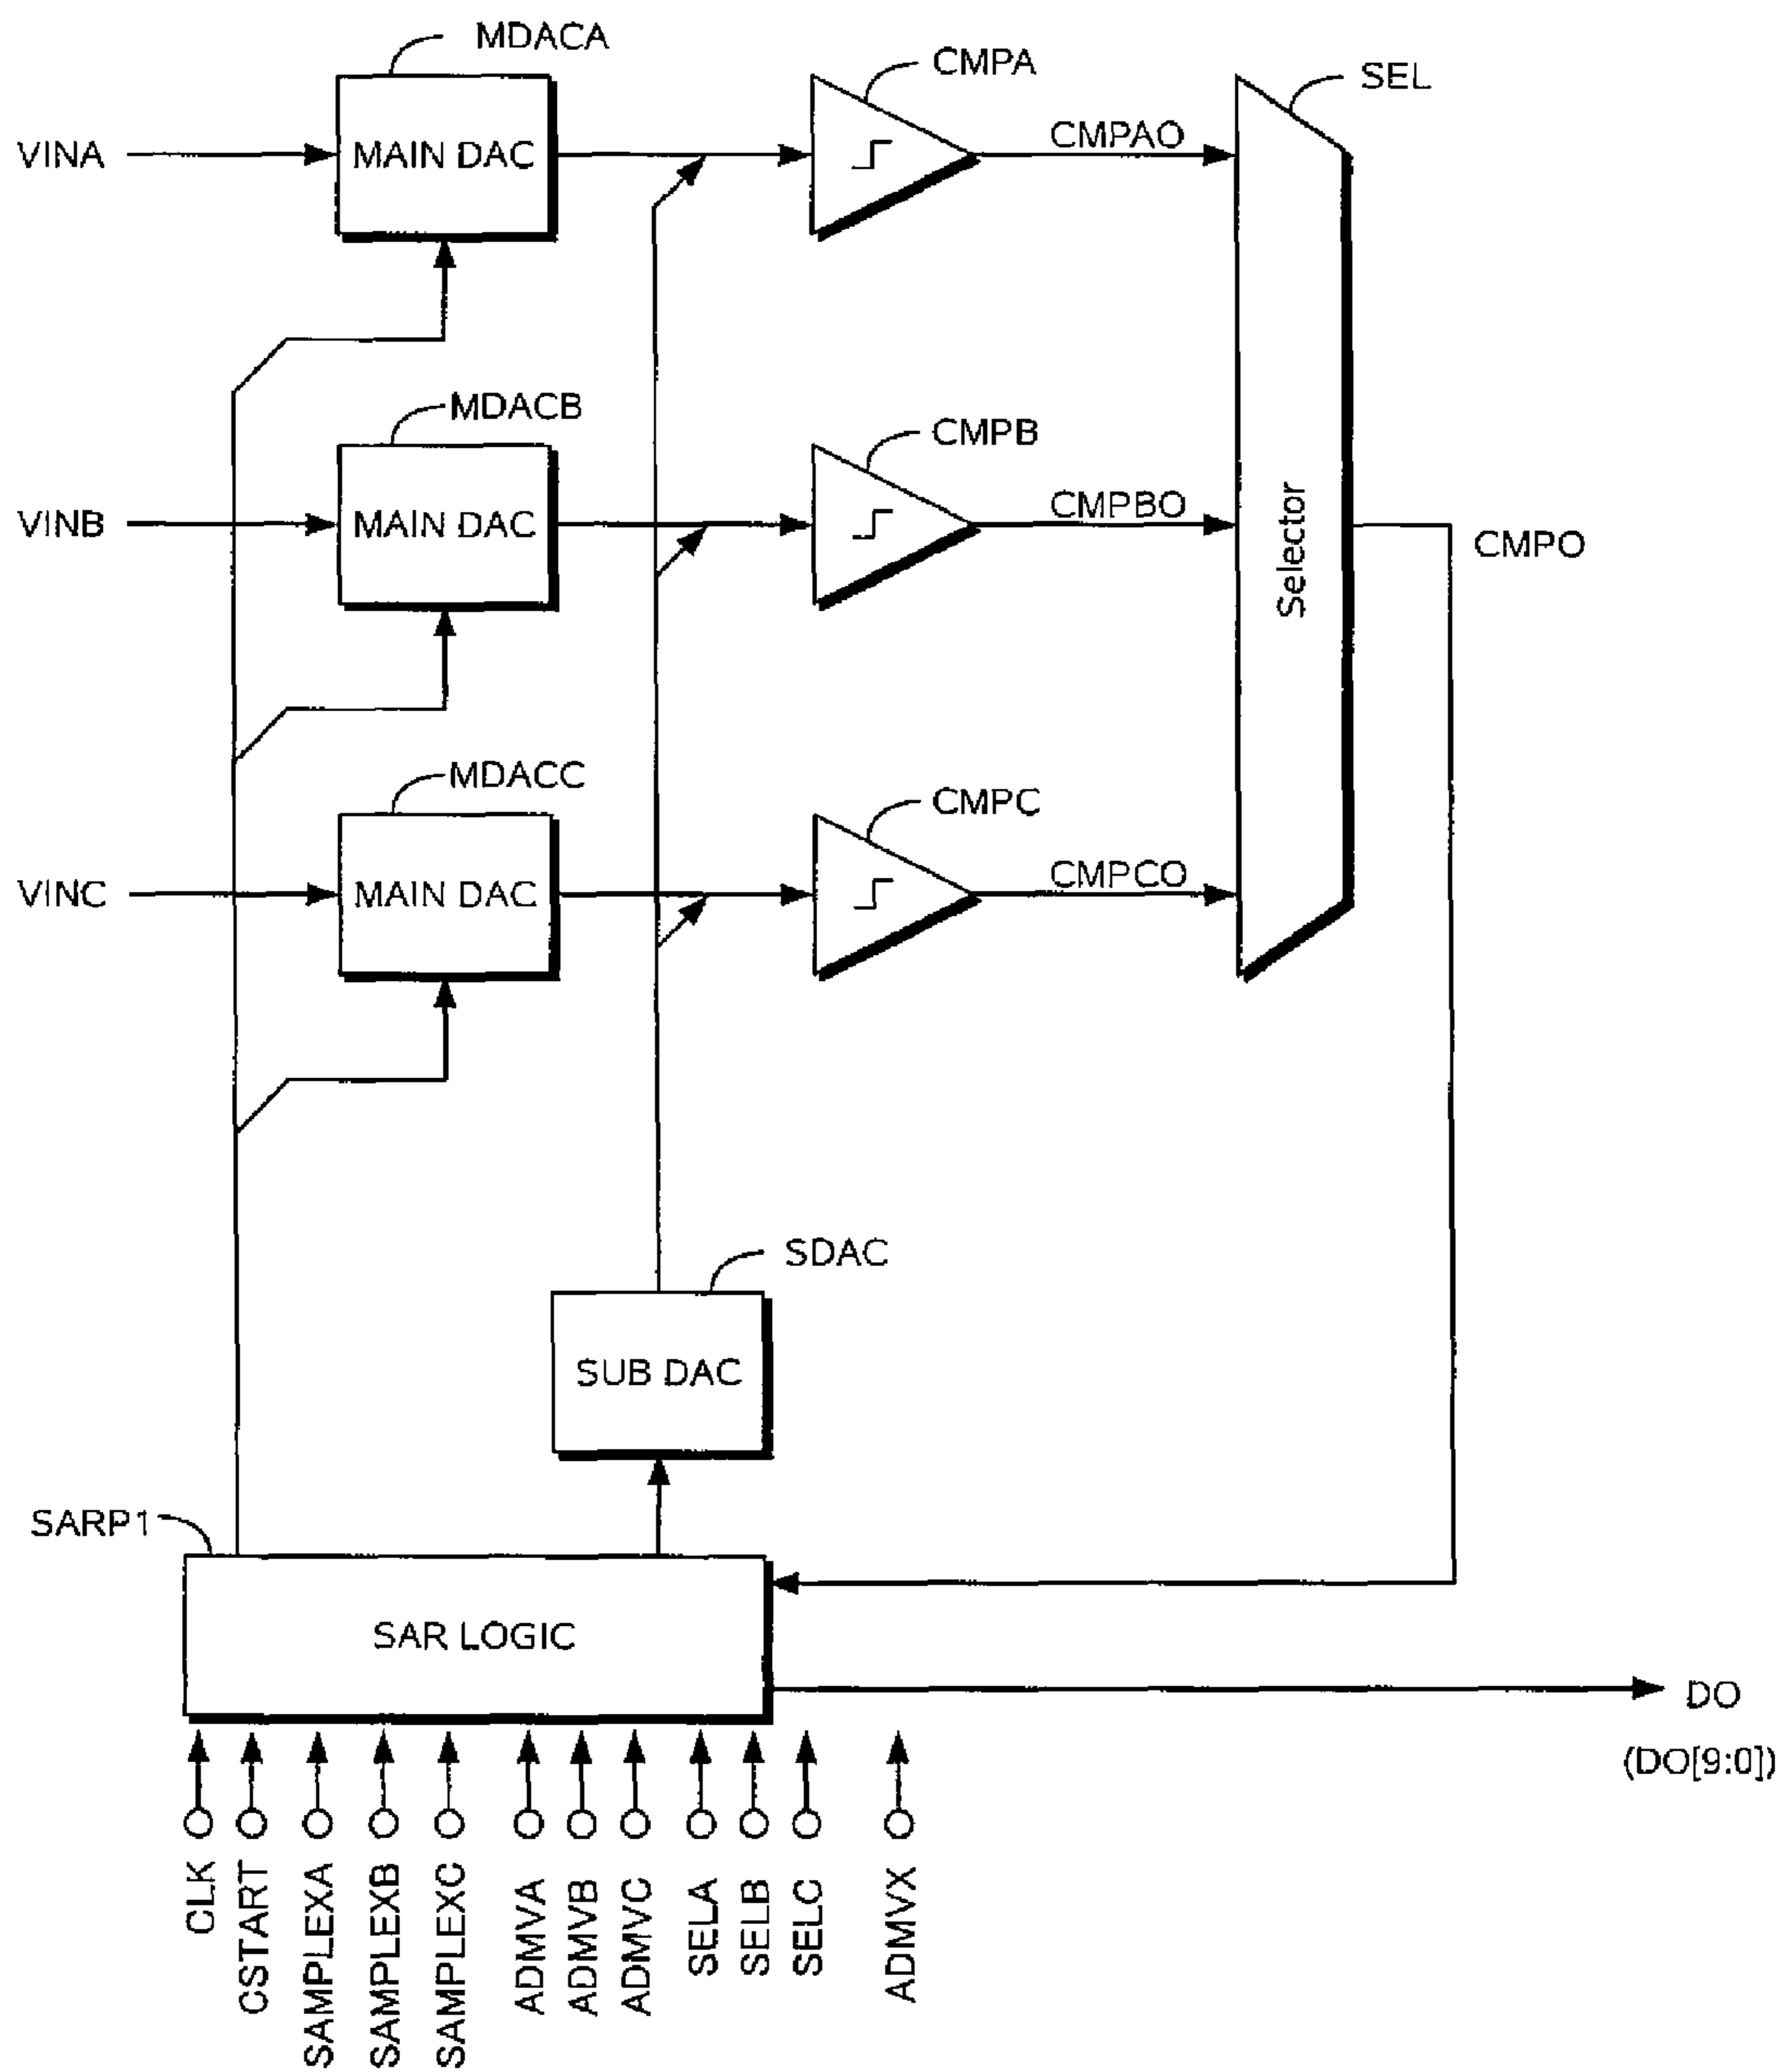 MDACA
CMPA
SEL
VINA
MAIN DAC
CMPAO
MDACB
CMPB
VINB
MAIN DAC
CMPBO
Selector
CMPO
MDACC
CMPC
VINC
MAIN DAC
CMPCO
SDAC
SUB DAC
SARP1
SAR LOGIC
DO
(DO[9:0])
CLK
CSTART
SAMPLEXA
SAMPLEXB
SAMPLEXC
ADMVA
ADMVB
ADMVC
SELA
SELB
SELC
ADMVX